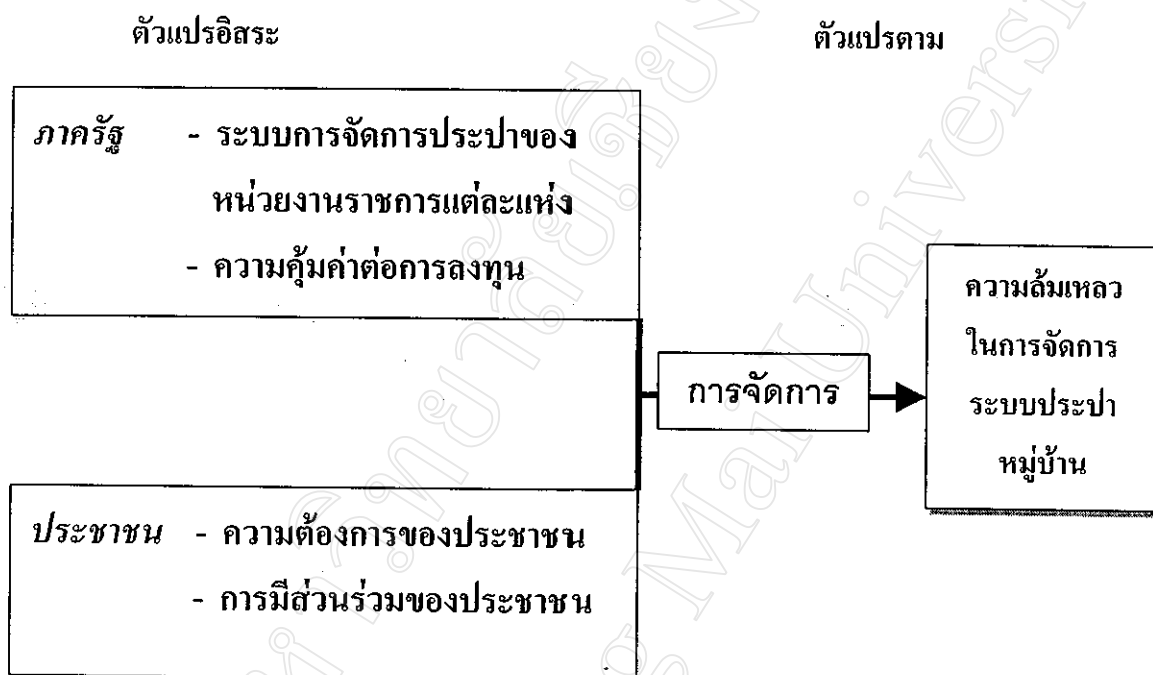 ตัวแปรอิสระ
ตัวแปรตาม
ภาครัฐ - ระบบการจัดการประปาของ
หน่วยงานราชการแต่ละแห่ง
- ความคุ้มค่าต่อการลงทุน
ประชาชน - ความต้องการของประชาชน
- การมีส่วนร่วมของประชาชน
การจัดการ
ความล้มเหลว
ในการจัดการ
ระบบประปา
หมู่บ้าน